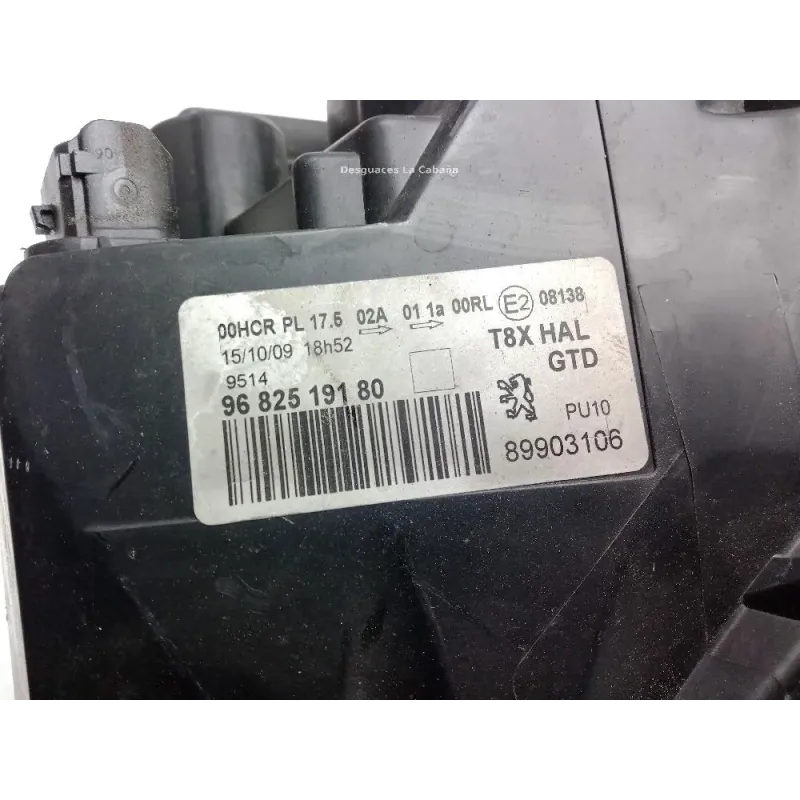 Desguaces La Cabaña
00HCR PL 17.5 02A 01 1a 00RL E2 08138
15/10/09 18h52
T8X HAL
GTD
9514
96 825 191 80
PU10
89903106